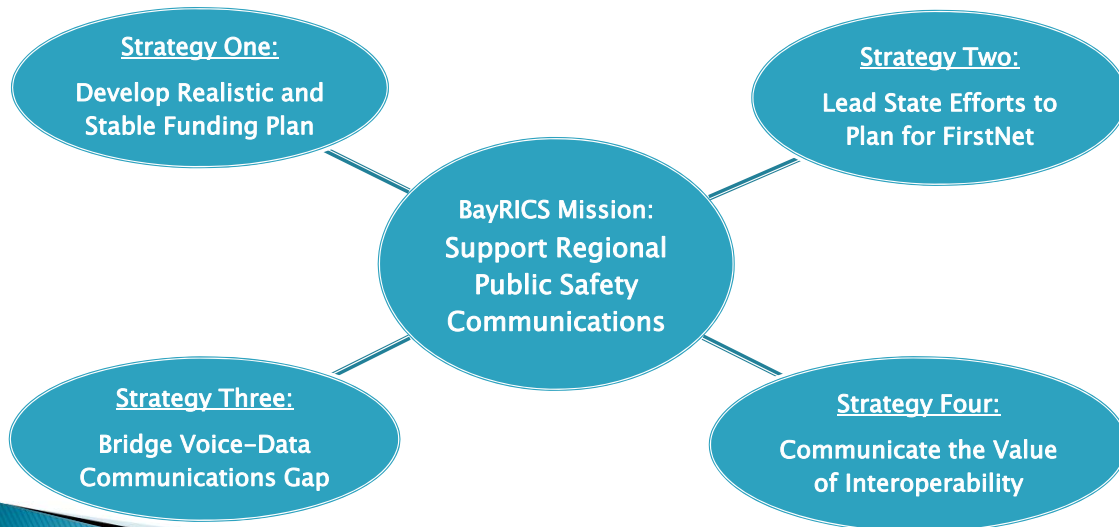 Strategy One:
Develop Realistic and
Stable Funding Plan
Strategy Two:
Lead State Efforts to
Plan for FirstNet
BayRICS Mission:
Support Regional
Public Safety
Communications
Strategy Three:
Bridge Voice-Data
Communications Gap
Strategy Four:
Communicate the Value
of Interoperability